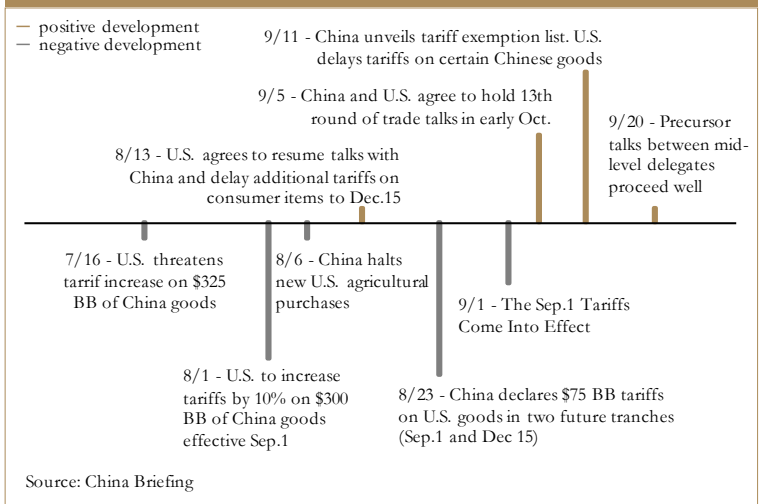 positive development
negative development
9/11 - China unveils tariff exemption list. U.S.
delays tariffs on certain Chinese goods
9/5 - China and U.S. agree to hold 13th
round of trade talks in early Oct.
9/20 - Precursor
talks between mid-
level delegates
proceed well
8/13 - U.S. agrees to resume talks with
China and delay additional tariffs on
consumer items to Dec.15
7/16 - U.S. threatens
tarrif increase on $325
BB of China goods
8/6 - China halts
new U.S. agricultural
purchases
9/1 - The Sep.1 Tariffs
Come Into Effect
8/1 - U.S. to increase
tariffs by 10% on $300
BB of China goods
effective Sep.1
8/23 - China declares $75 BB tariffs
on U.S. goods in two future tranches
(Sep.1 and Dec 15)
Source: China Briefing